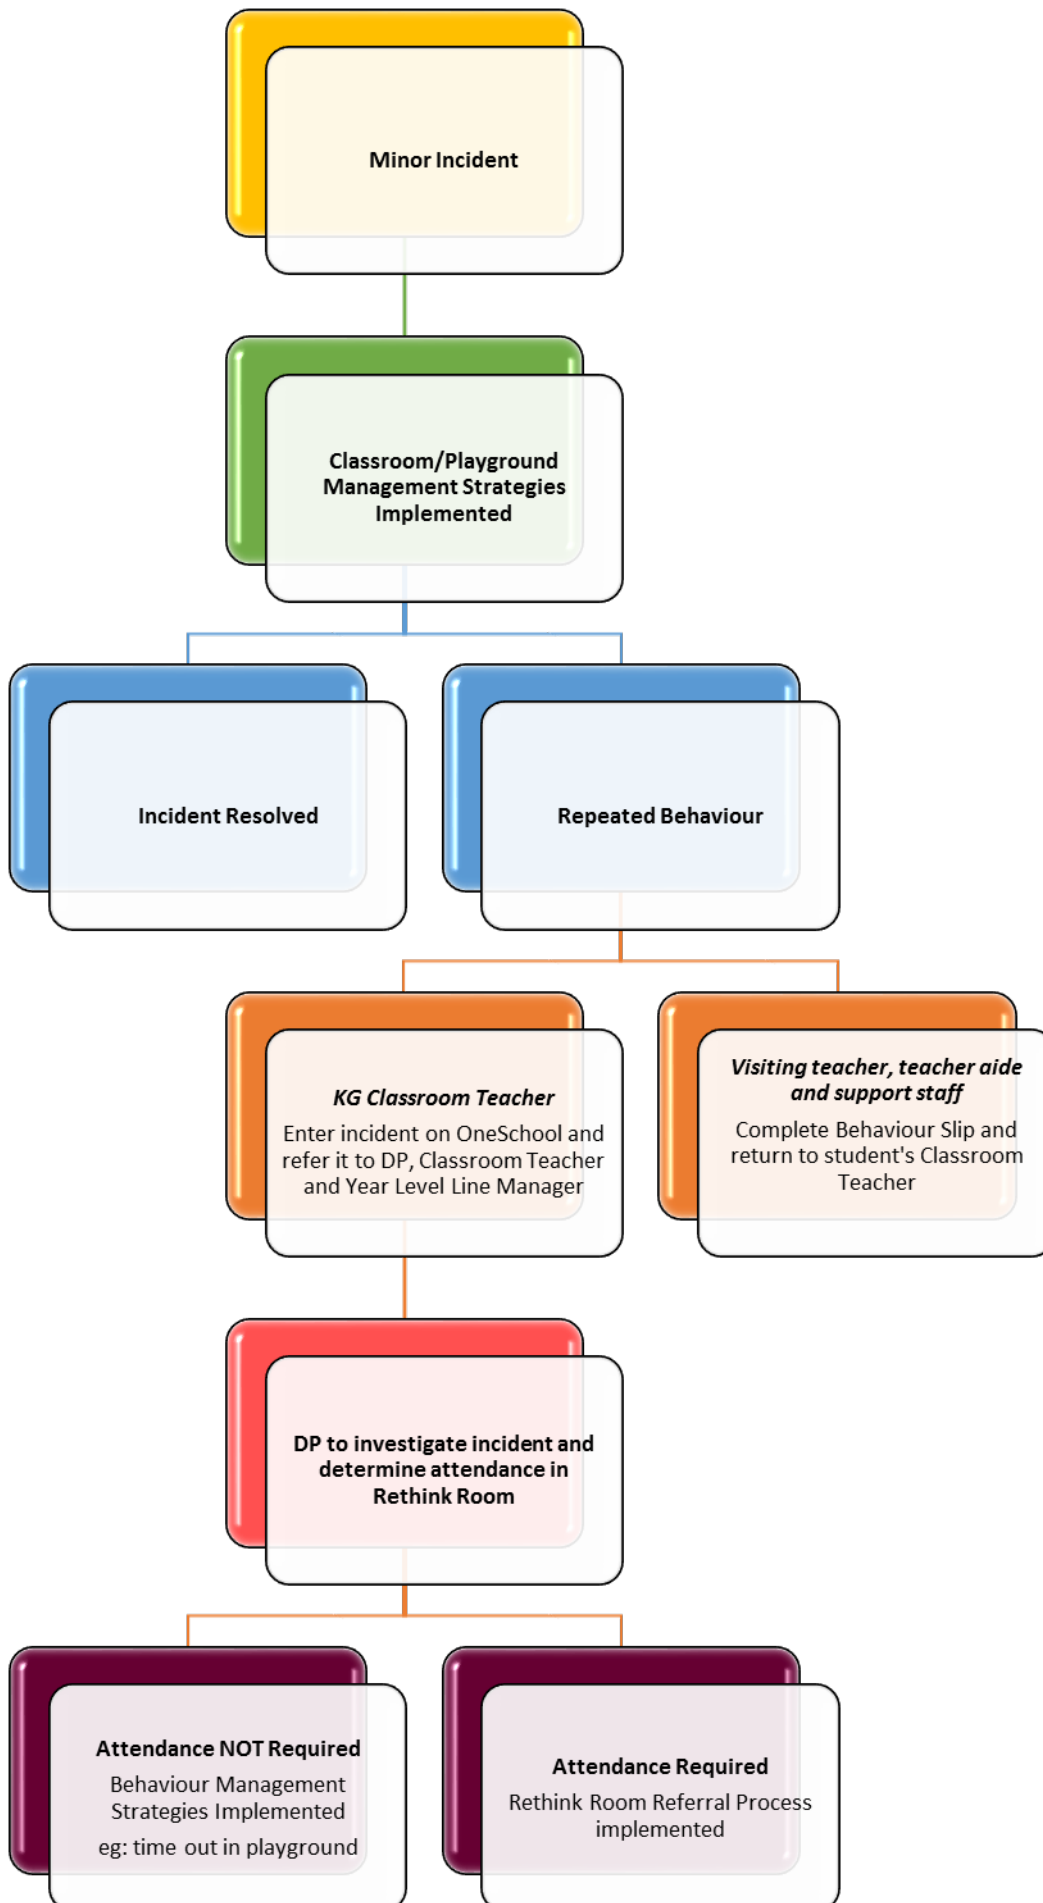 Minor Incident
Classroom/Playground
Management Strategies
Implemented
Incident Resolved
Repeated Behaviour
KG Classroom Teacher
Enter incident on OneSchool and
refer it to DP, Classroom Teacher
and Year Level Line Manager
Visiting teacher, teacher aide
and support staff
Complete Behaviour Slip and
return to student's Classroom
Teacher
DP to investigate incident and
determine attendance in
Rethink Room
Attendance NOT Required
Behaviour Management
Strategies Implemented
eg: time out in playground
Attendance Required
Rethink Room Referral Process
implemented